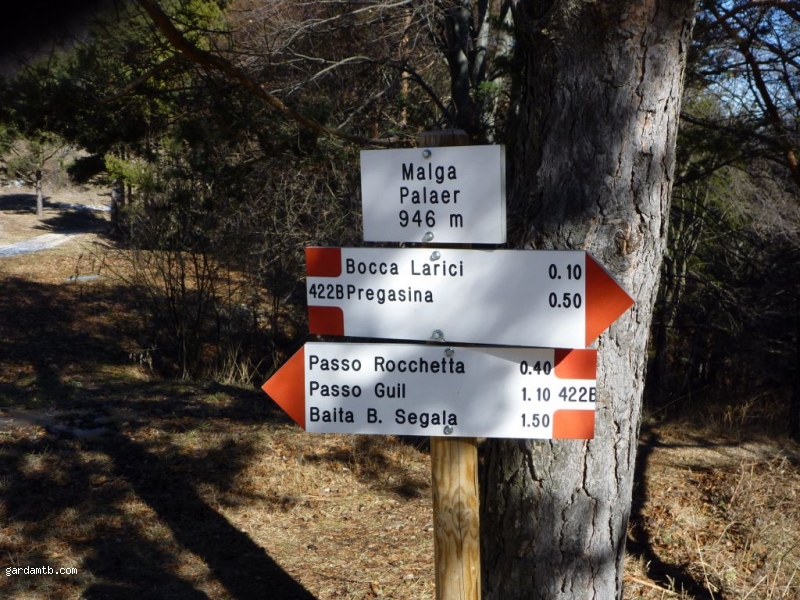 Malga
Palaer
946 m
Bocca Larici 0.10
422B Pregasina 0.50
Passo Rocchetta 0.40
Passo Guil 1.10 422B
Baita B. Segala 1.50
gardamtb.com